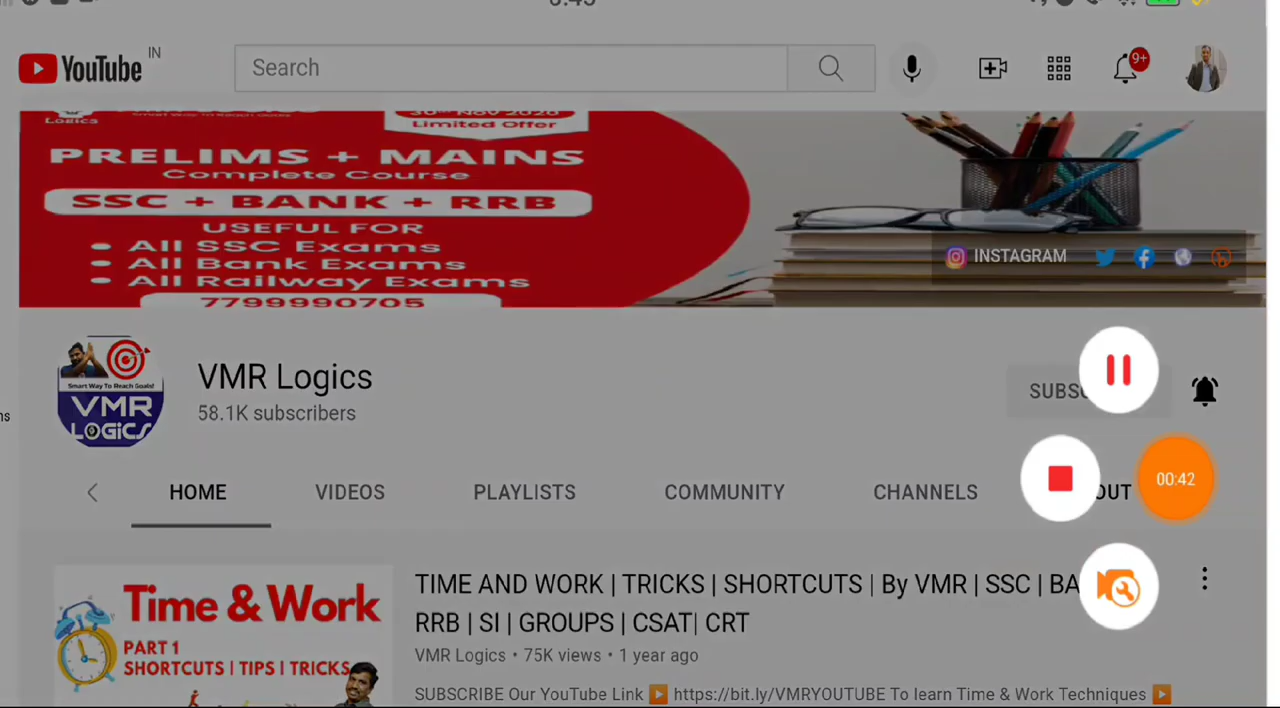 YouTube IN
Search
9+
Limited Offer
PRELIMS + MAINS
Complete Course
SSC + BANK + RRB
USEFUL FOR
All SSC Exams
All Bank Exams
All Railway Exams
7799990705
INSTAGRAM
Smart Way To Reach Goals!
VMR
LOGICS
VMR Logics
58.1K subscribers
SUBSC
HOME VIDEOS PLAYLISTS COMMUNITY CHANNELS OUT
00:42
Time & Work
PART 1
SHORTCUTS | TIPS | TRICKS
TIME AND WORK | TRICKS | SHORTCUTS | By VMR | SSC | BA
RRB | SI | GROUPS | CSAT| CRT
VMR Logics • 75K views • 1 year ago
SUBSCRIBE Our YouTube Link ▶️ https://bit.ly/VMRYOUTUBE To learn Time & Work Techniques ▶️